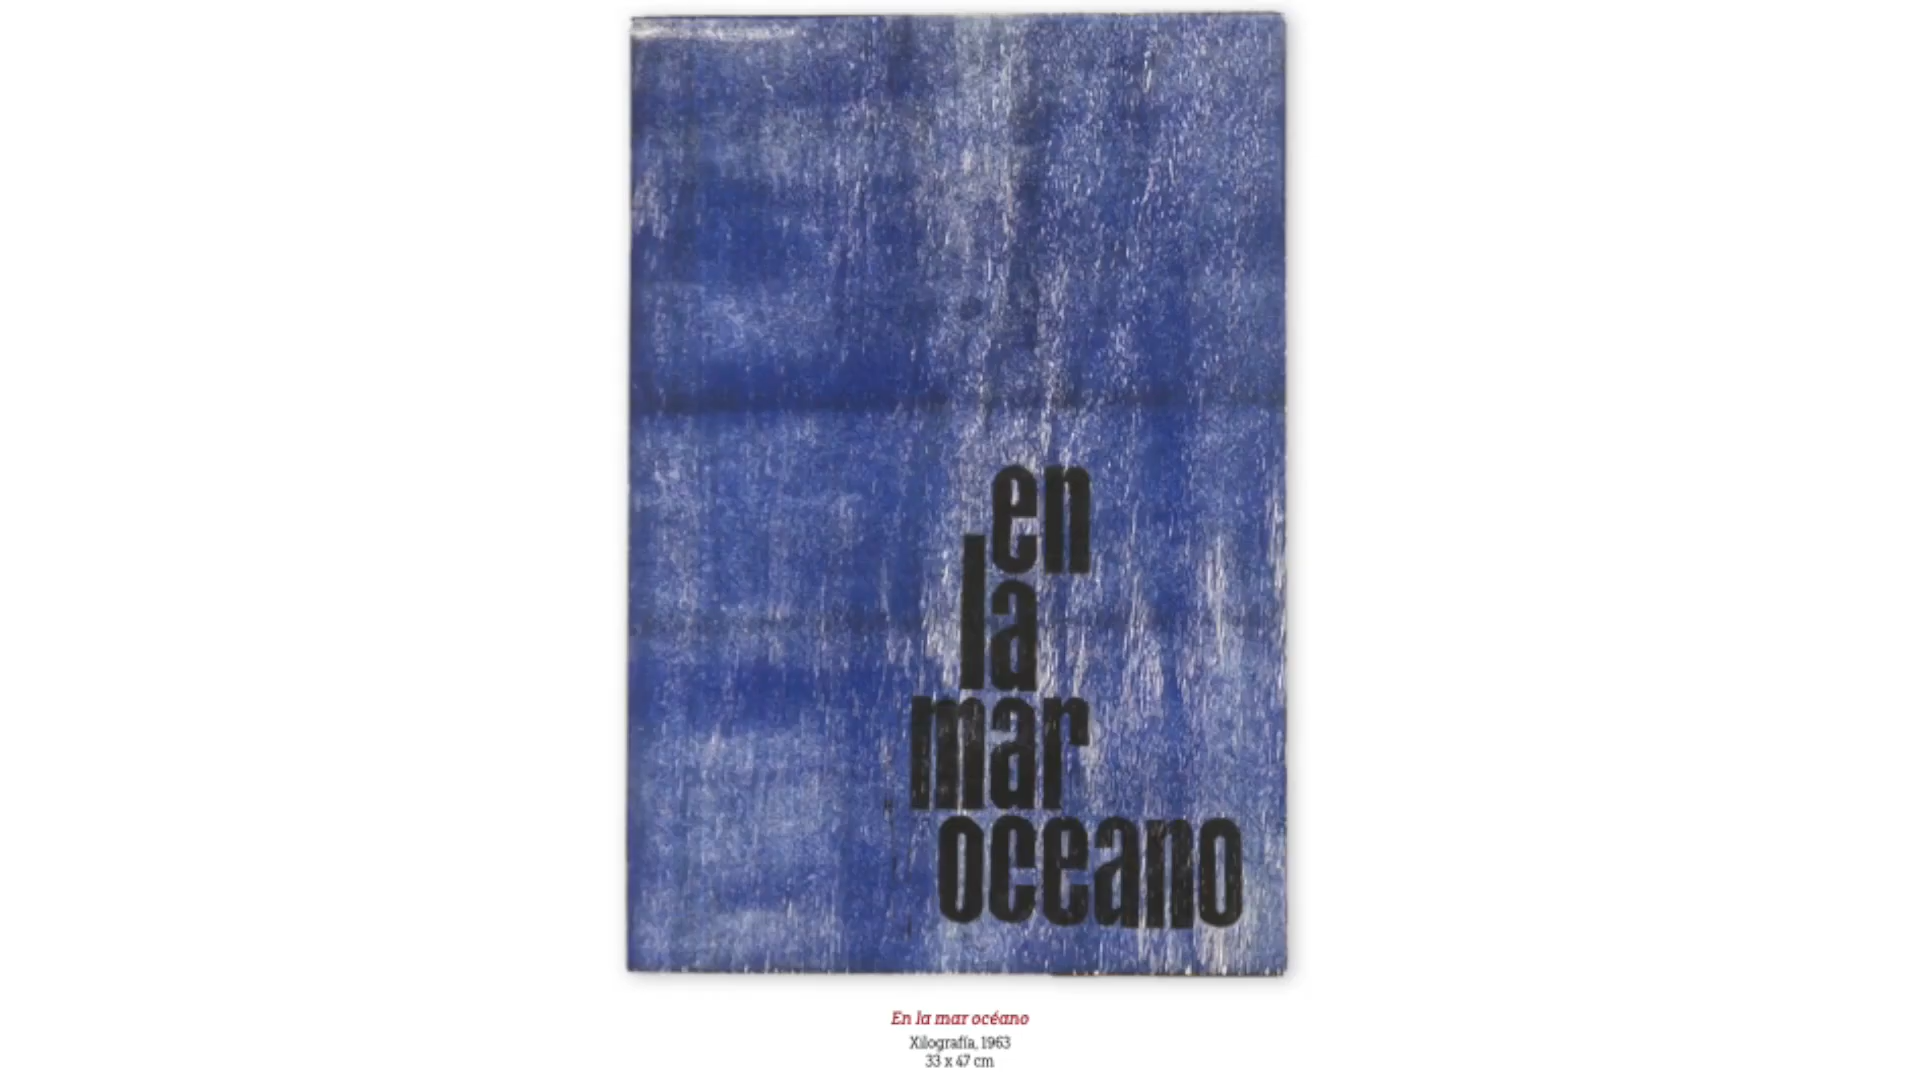 en
la
mar
oceano
En la mar océano
Xilografía, 1963
33 x 47 cm